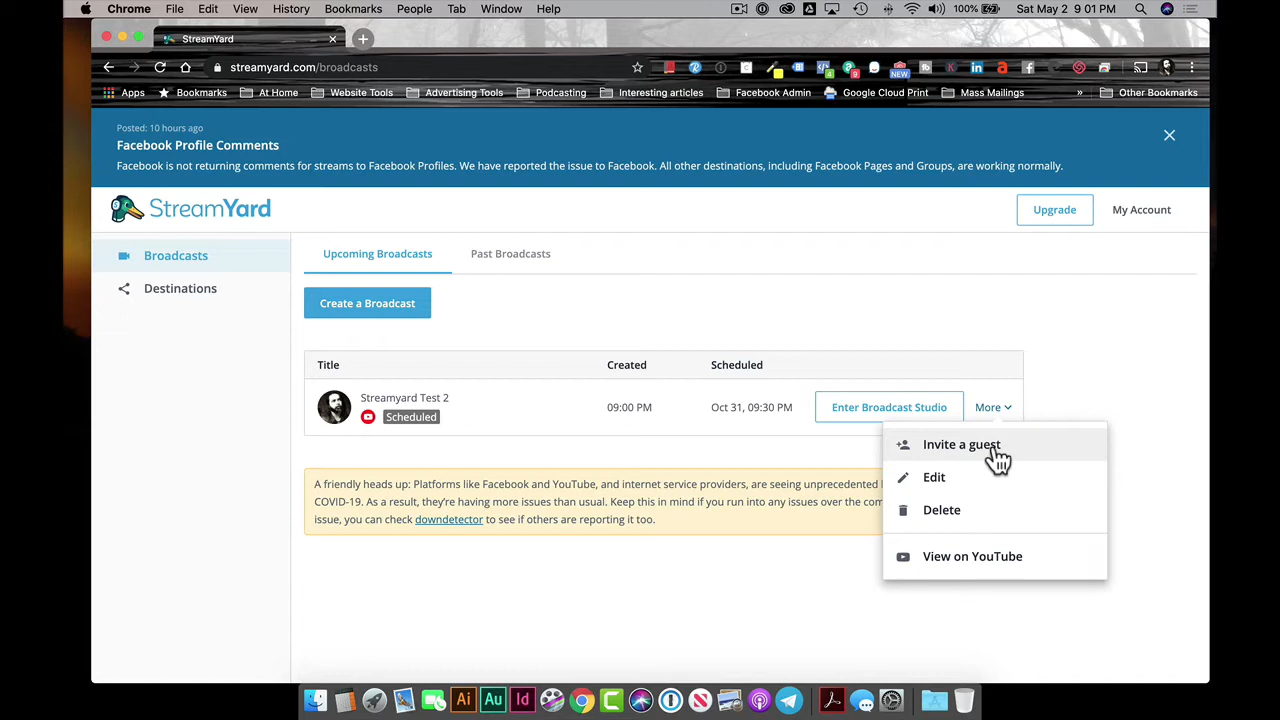 Chrome File Edit View History Bookmarks People Tab Window Help 100% Sat May 2 9:01 PM
StreamYard
streamyard.com/broadcasts
NEW
Apps Bookmarks At Home Website Tools Advertising Tools Podcasting Interesting articles Facebook Admin Google Cloud Print Mass Mailings » Other Bookmarks
Posted: 10 hours ago
Facebook Profile Comments
Facebook is not returning comments for streams to Facebook Profiles. We have reported the issue to Facebook. All other destinations, including Facebook Pages and Groups, are working normally.
StreamYard Upgrade My Account
Broadcasts Upcoming Broadcasts Past Broadcasts
Destinations
Create a Broadcast
Title Created Scheduled
Streamyard Test 2
Scheduled 09:00 PM Oct 31, 09:30 PM Enter Broadcast Studio More
Invite a guest
Edit
Delete
View on YouTube
A friendly heads up: Platforms like Facebook and YouTube, and internet service providers, are seeing unprecedented
COVID-19. As a result, they're having more issues than usual. Keep this in mind if you run into any issues over the
issue, you can check downdetector to see if others are reporting it too.
Ai Au Id